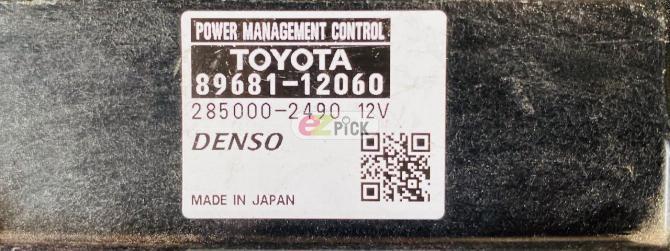 POWER MANAGEMENT CONTROL
TOYOTA
89681-12060
285000-2490 12V
eZPiCK
DENSO
MADE IN JAPAN